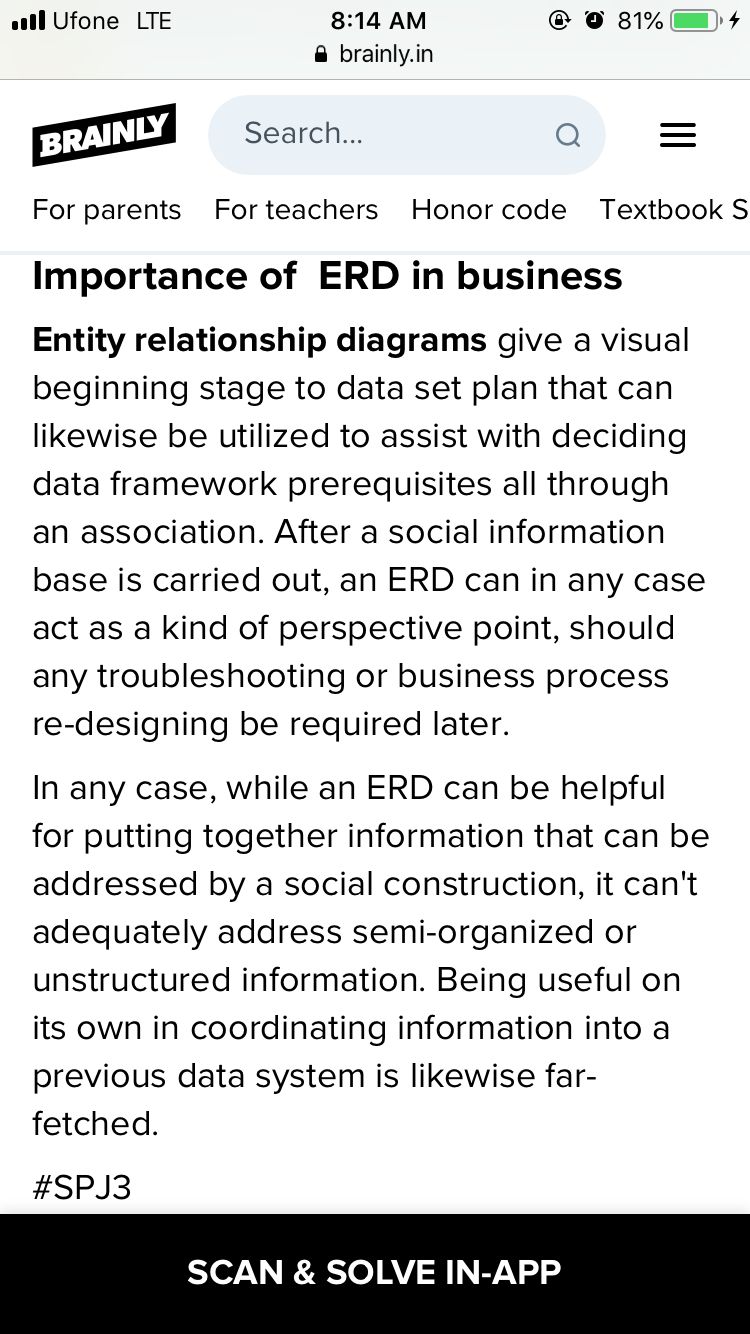 Ufone LTE 8:14 AM 81%
brainly.in
BRAINLY Search...
For parents For teachers Honor code Textbook S
Importance of ERD in business
Entity relationship diagrams give a visual
beginning stage to data set plan that can
likewise be utilized to assist with deciding
data framework prerequisites all through
an association. After a social information
base is carried out, an ERD can in any case
act as a kind of perspective point, should
any troubleshooting or business process
re-designing be required later.
In any case, while an ERD can be helpful
for putting together information that can be
addressed by a social construction, it can't
adequately address semi-organized or
unstructured information. Being useful on
its own in coordinating information into a
previous data system is likewise far-
fetched.
#SPJ3
SCAN & SOLVE IN-APP